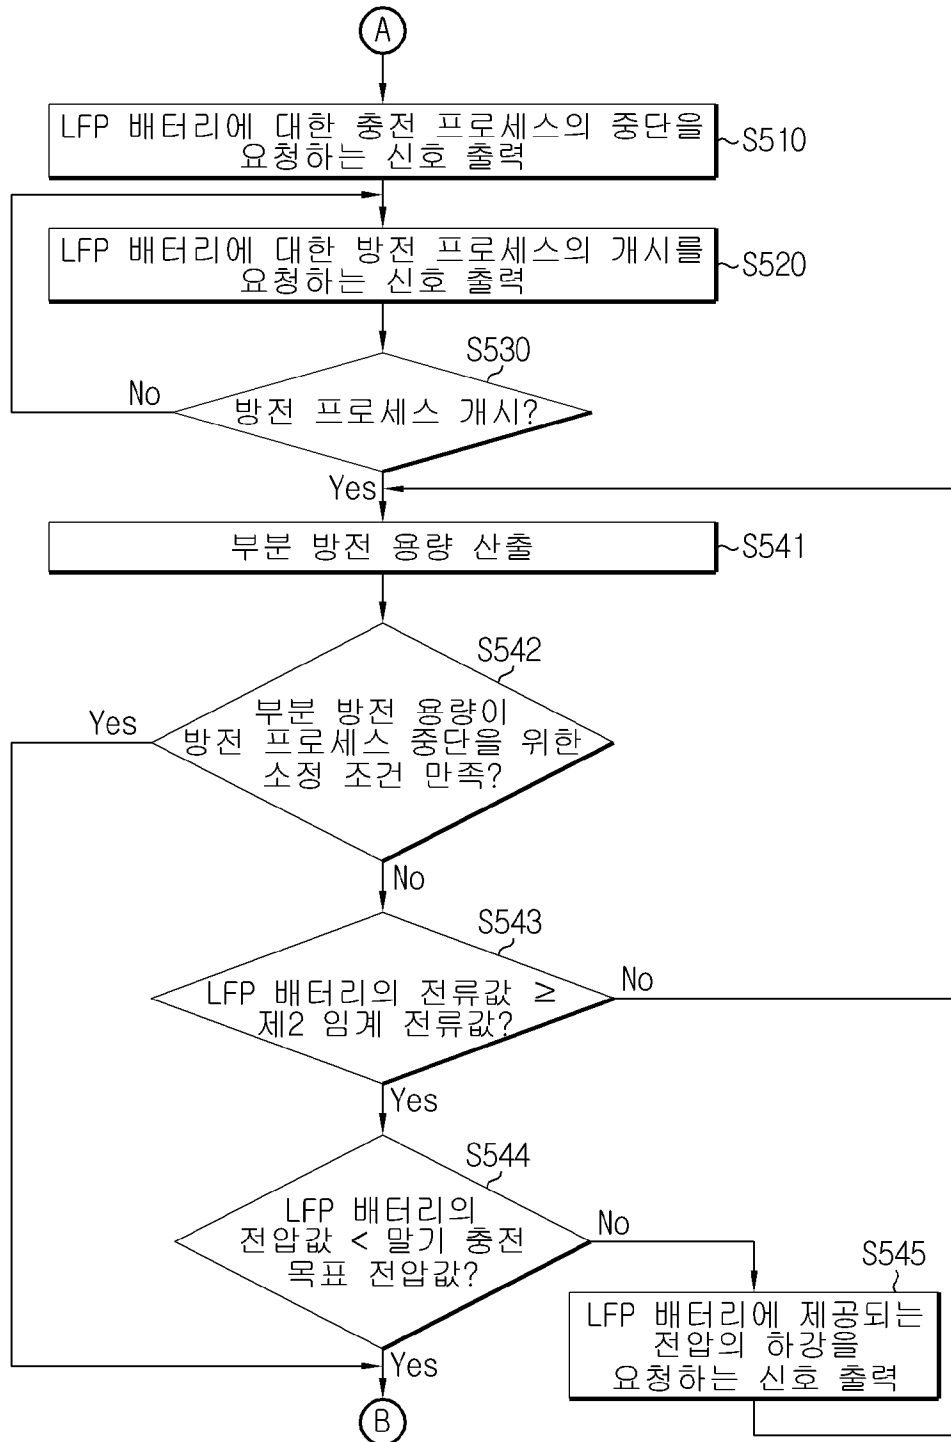 A
LFP 배터리에 대한 충전 프로세스의 중단을
요청하는 신호 출력
S510
LFP 배터리에 대한 방전 프로세스의 개시를
요청하는 신호 출력
S520
S530
No
방전 프로세스 개시?
Yes
부분 방전 용량 산출
S541
S542
Yes
부분 방전 용량이
방전 프로세스 중단을 위한
소정 조건 만족?
No
S543
No
LFP 배터리의 전류값 ≥
제2 임계 전류값?
Yes
S544
LFP 배터리의
전압값 < 말기 충전
목표 전압값?
No
S545
LFP 배터리에 제공되는
전압의 하강을
요청하는 신호 출력
Yes
B